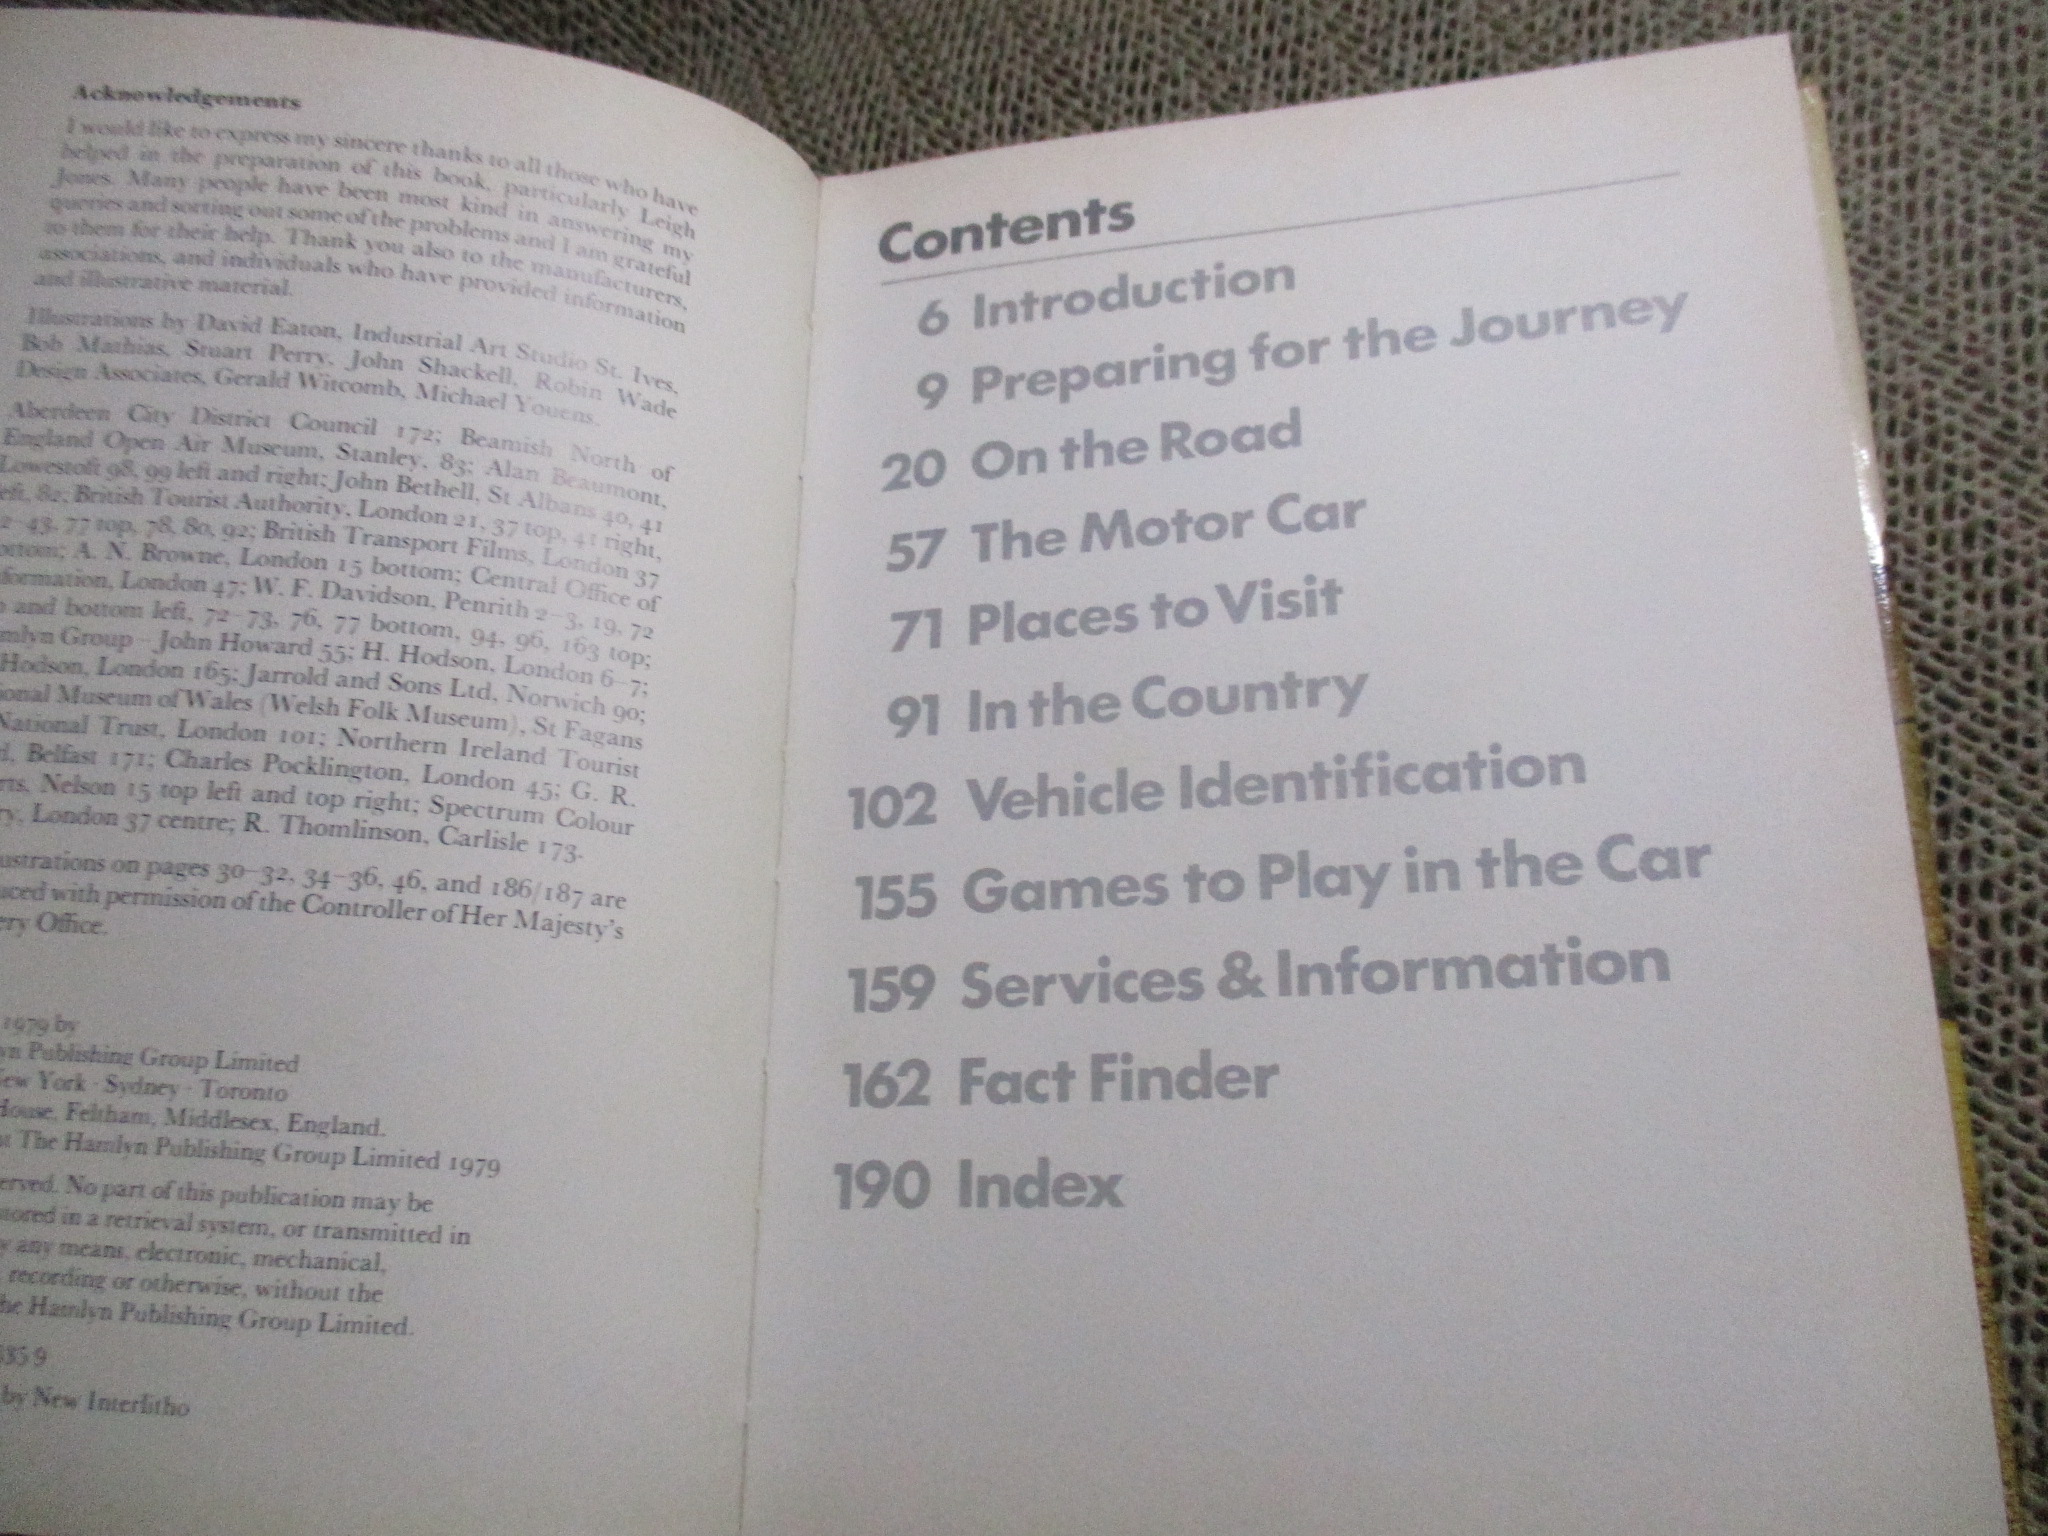 Acknowledgements
I would like to express my sincere thanks to all those who have
helped in the preparation of this book, particularly Leigh
Jones. Many people have been most kind in answering my
queries and sorting out some of the problems and I am grateful
to them for their help. Thank you also to the manufacturers,
associations, and individuals who have provided information
and illustrative material.
Illustrations by David Eaton, Industrial Art Studio St. Ives,
Bob Mathias, Stuart Perry, John Shackell, Robin Wade
Design Associates, Gerald Witcomb, Michael Youens.
Aberdeen City District Council 172; Beamish North of
England Open Air Museum, Stanley, 83; Alan Beaumont,
Lowestoft 98, 99 left and right; John Bethell, St Albans 40, 41
left, 82; British Tourist Authority, London 21, 37 top, 41 right,
2–43, 77 top, 78, 80, 92; British Transport Films, London 37
ottom; A. N. Browne, London 15 bottom; Central Office of
formation, London 47; W. F. Davidson, Penrith 2–3, 19, 72
and bottom left, 72–73, 76, 77 bottom, 94, 96, 163 top;
mlyn Group – John Howard 55; H. Hodson, London 6–7;
Hodson, London 165; Jarrold and Sons Ltd, Norwich 90;
ional Museum of Wales (Welsh Folk Museum), St Fagans
National Trust, London 101; Northern Ireland Tourist
d, Belfast 171; Charles Pocklington, London 45; G. R.
rts, Nelson 15 top left and top right; Spectrum Colour
ry, London 37 centre; R. Thomlinson, Carlisle 173.
ustrations on pages 30–32, 34–36, 46, and 186/187 are
uced with permission of the Controller of Her Majesty's
ery Office.
1979 by
yn Publishing Group Limited
New York · Sydney · Toronto
House, Feltham, Middlesex, England.
t The Hamlyn Publishing Group Limited 1979
erved. No part of this publication may be
tored in a retrieval system, or transmitted in
y any means, electronic, mechanical,
recording or otherwise, without the
he Hamlyn Publishing Group Limited.
35 9
by New Interlitho
Contents
6 Introduction
9 Preparing for the Journey
20 On the Road
57 The Motor Car
71 Places to Visit
91 In the Country
102 Vehicle Identification
155 Games to Play in the Car
159 Services & Information
162 Fact Finder
190 Index